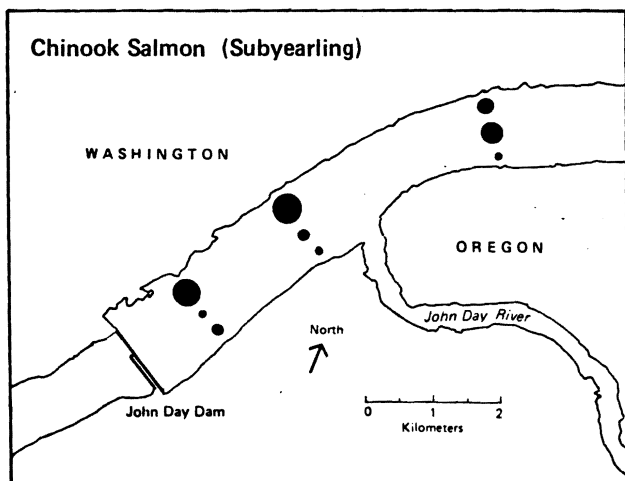 Chinook Salmon (Subyearling)
WASHINGTON
OREGON
John Day River
North
John Day Dam
0 1 2
Kilometers